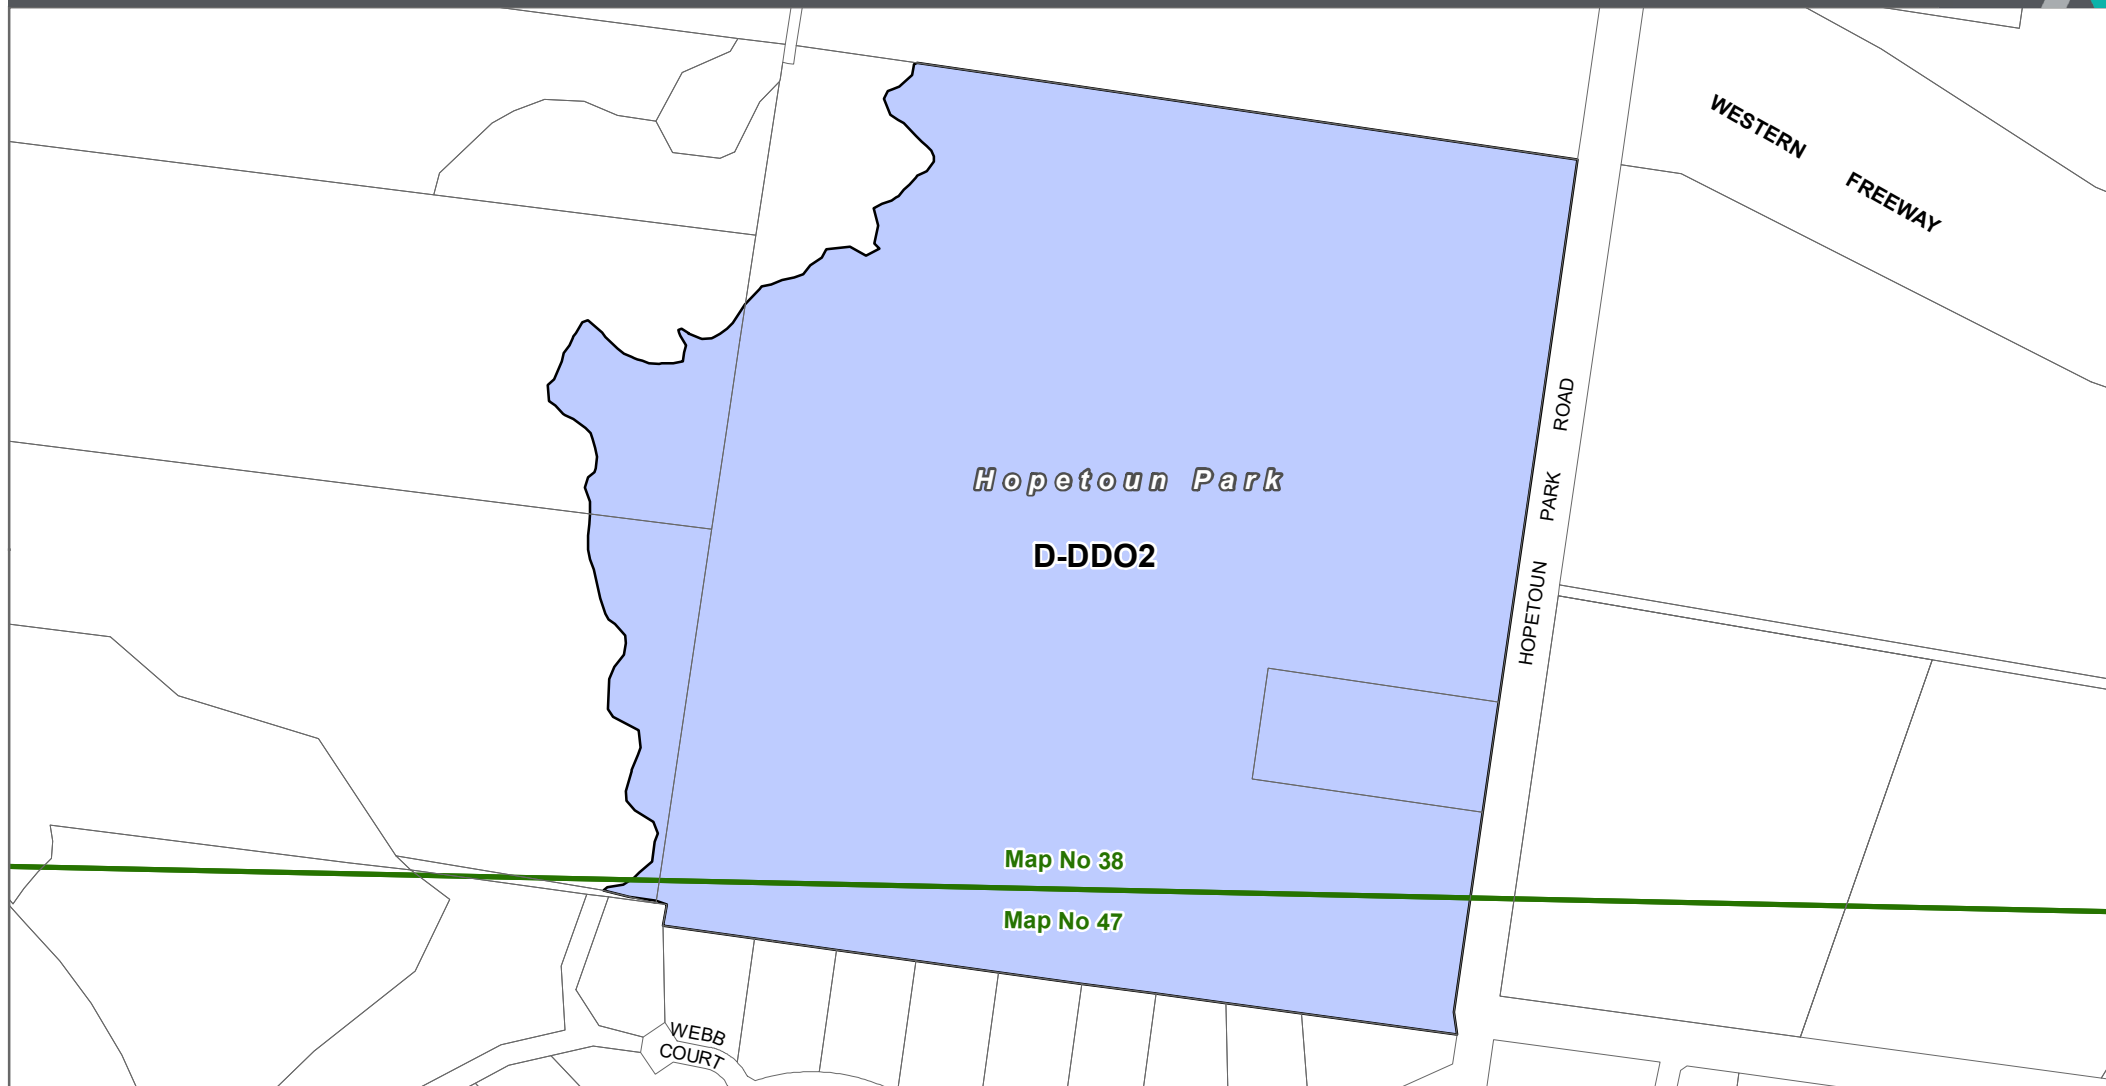 WESTERN FREEWAY
HOPETOUN PARK ROAD
Hopetoun Park
D-DDO2
Map No 38
Map No 47
WEBB
COURT